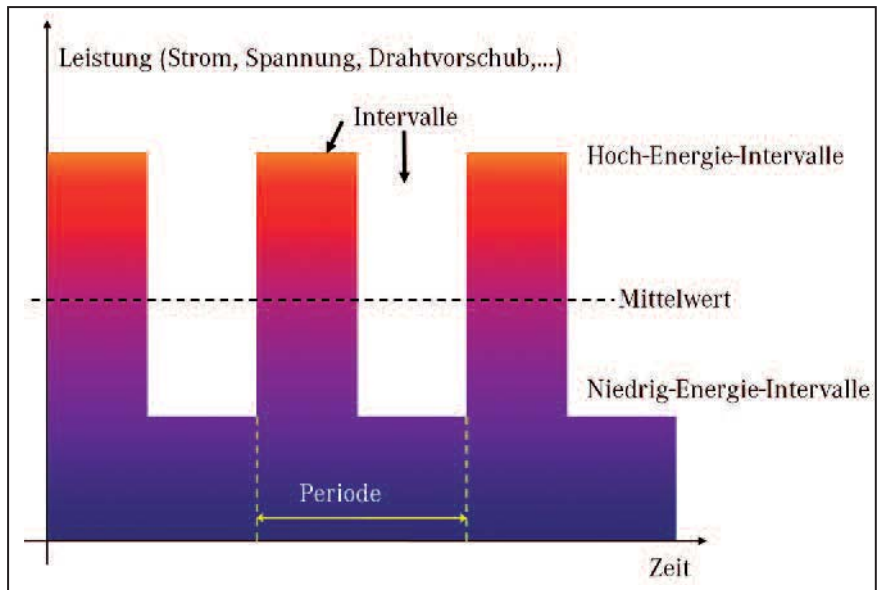 Leistung (Strom, Spannung, Drahtvorschub,...)
Intervalle
Hoch-Energie-Intervalle
Mittelwert
Niedrig-Energie-Intervalle
Periode
Zeit